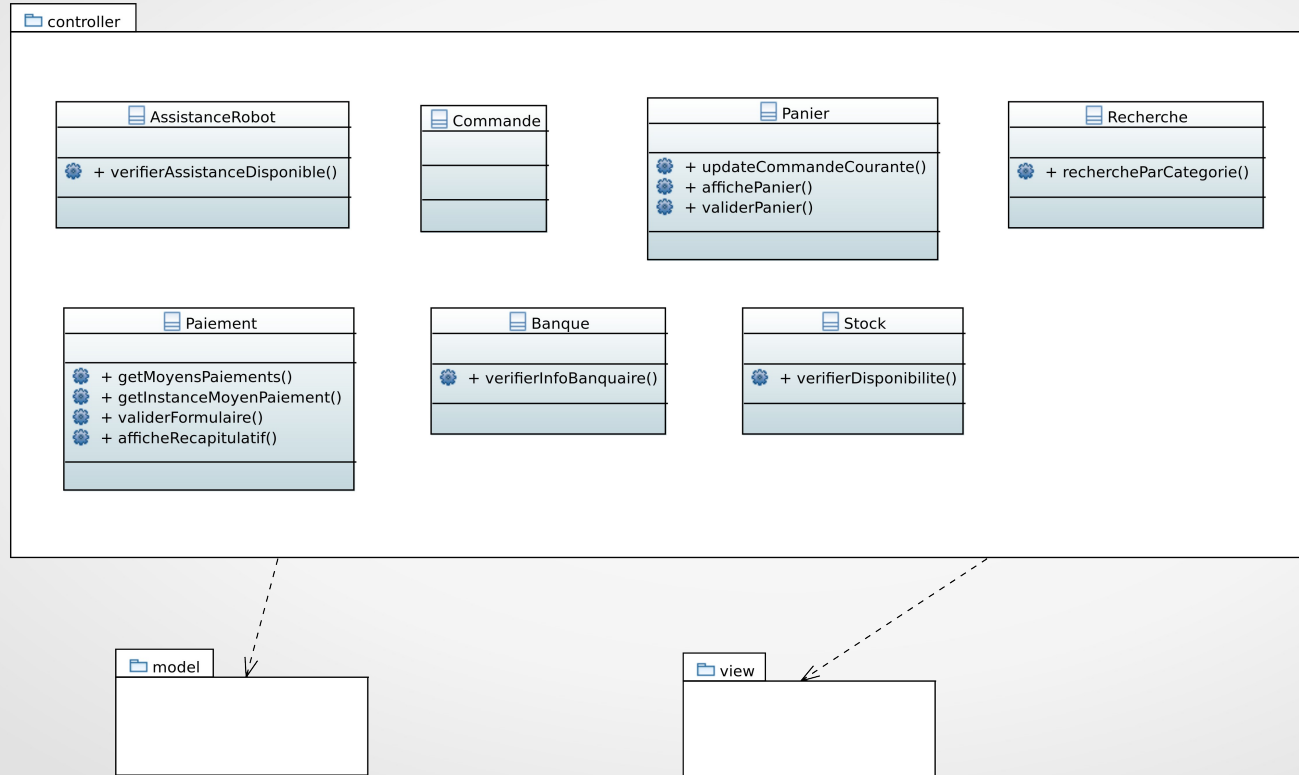 controller
AssistanceRobot
+ verifierAssistanceDisponible()
Commande
Panier
+ updateCommandeCourante()
+ affichePanier()
+ validerPanier()
Recherche
+ rechercheParCategorie()
Paiement
+ getMoyensPaiements()
+ getInstanceMoyenPaiement()
+ validerFormulaire()
+ afficheRecapitulatif()
Banque
+ verifierInfoBanquaire()
Stock
+ verifierDisponibilite()
model
view